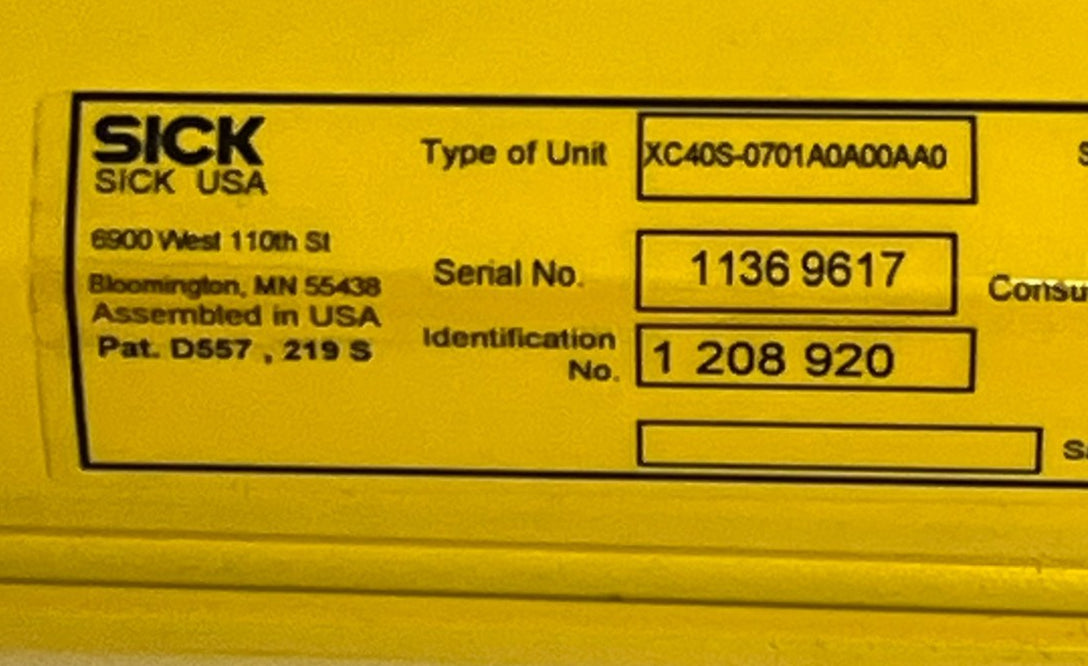 SICK
SICK USA
6900 West 110th St
Bloomington, MN 55438
Assembled in USA
Pat. D557 , 219 S
Type of Unit XC40S-0701A0A00AA0
Serial No. 1136 9617
Identification
No. 1 208 920